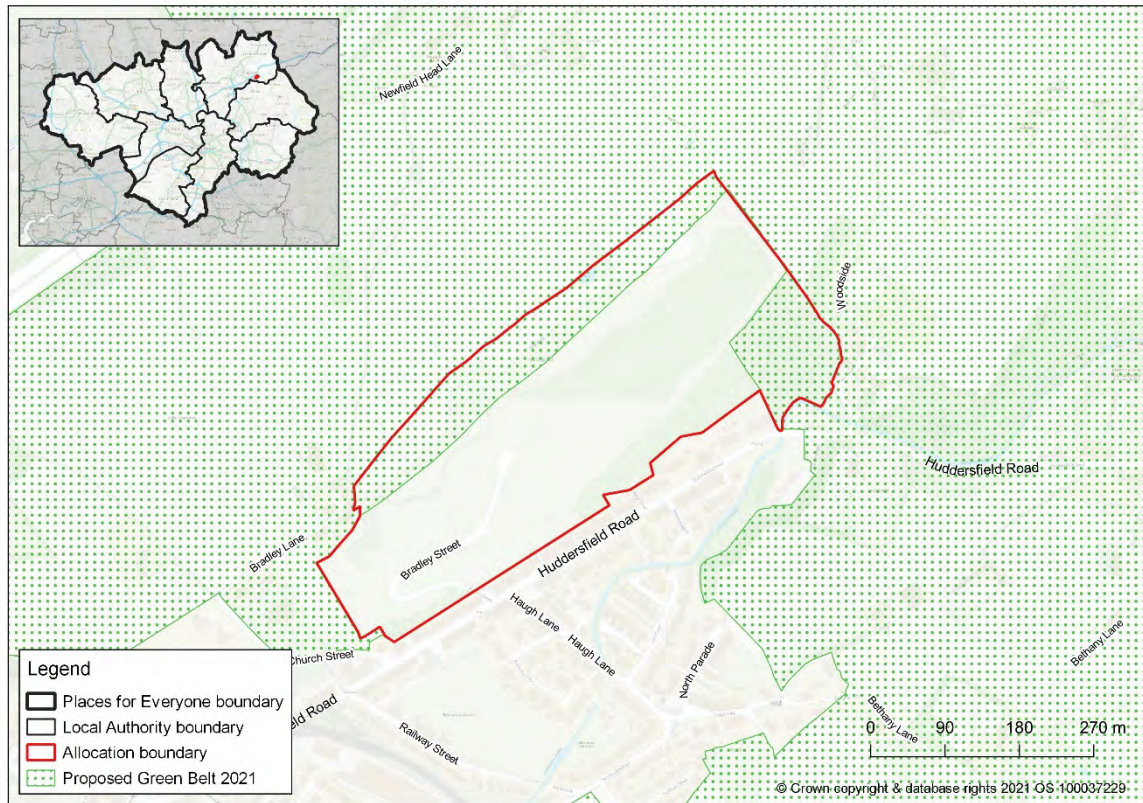 Newfield Head Lane
Woodside
Huddersfield Road
Bradley Lane
Bradley Street
Huddersfield Road
Haugh Lane
Haugh Lane
North Parade
Bethany Lane
Bethany Lane
Church Street
ield Road
Railway Street
Legend
Places for Everyone boundary
Local Authority boundary
Allocation boundary
Proposed Green Belt 2021
0 90 180 270 m
© Crown copyright & database rights 2021 OS 100037229